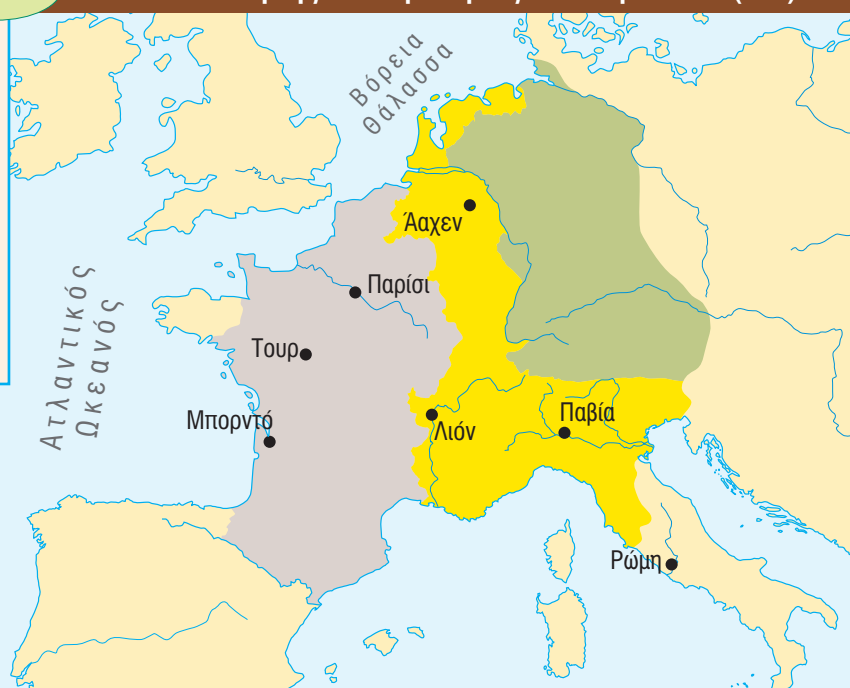 Βόρεια
Θάλασσα
Άαχεν
Παρίσι
Ατλαντικός
Ωκεανός
Τουρ
Μπορντό
Λιόν
Παβία
Ρώμη